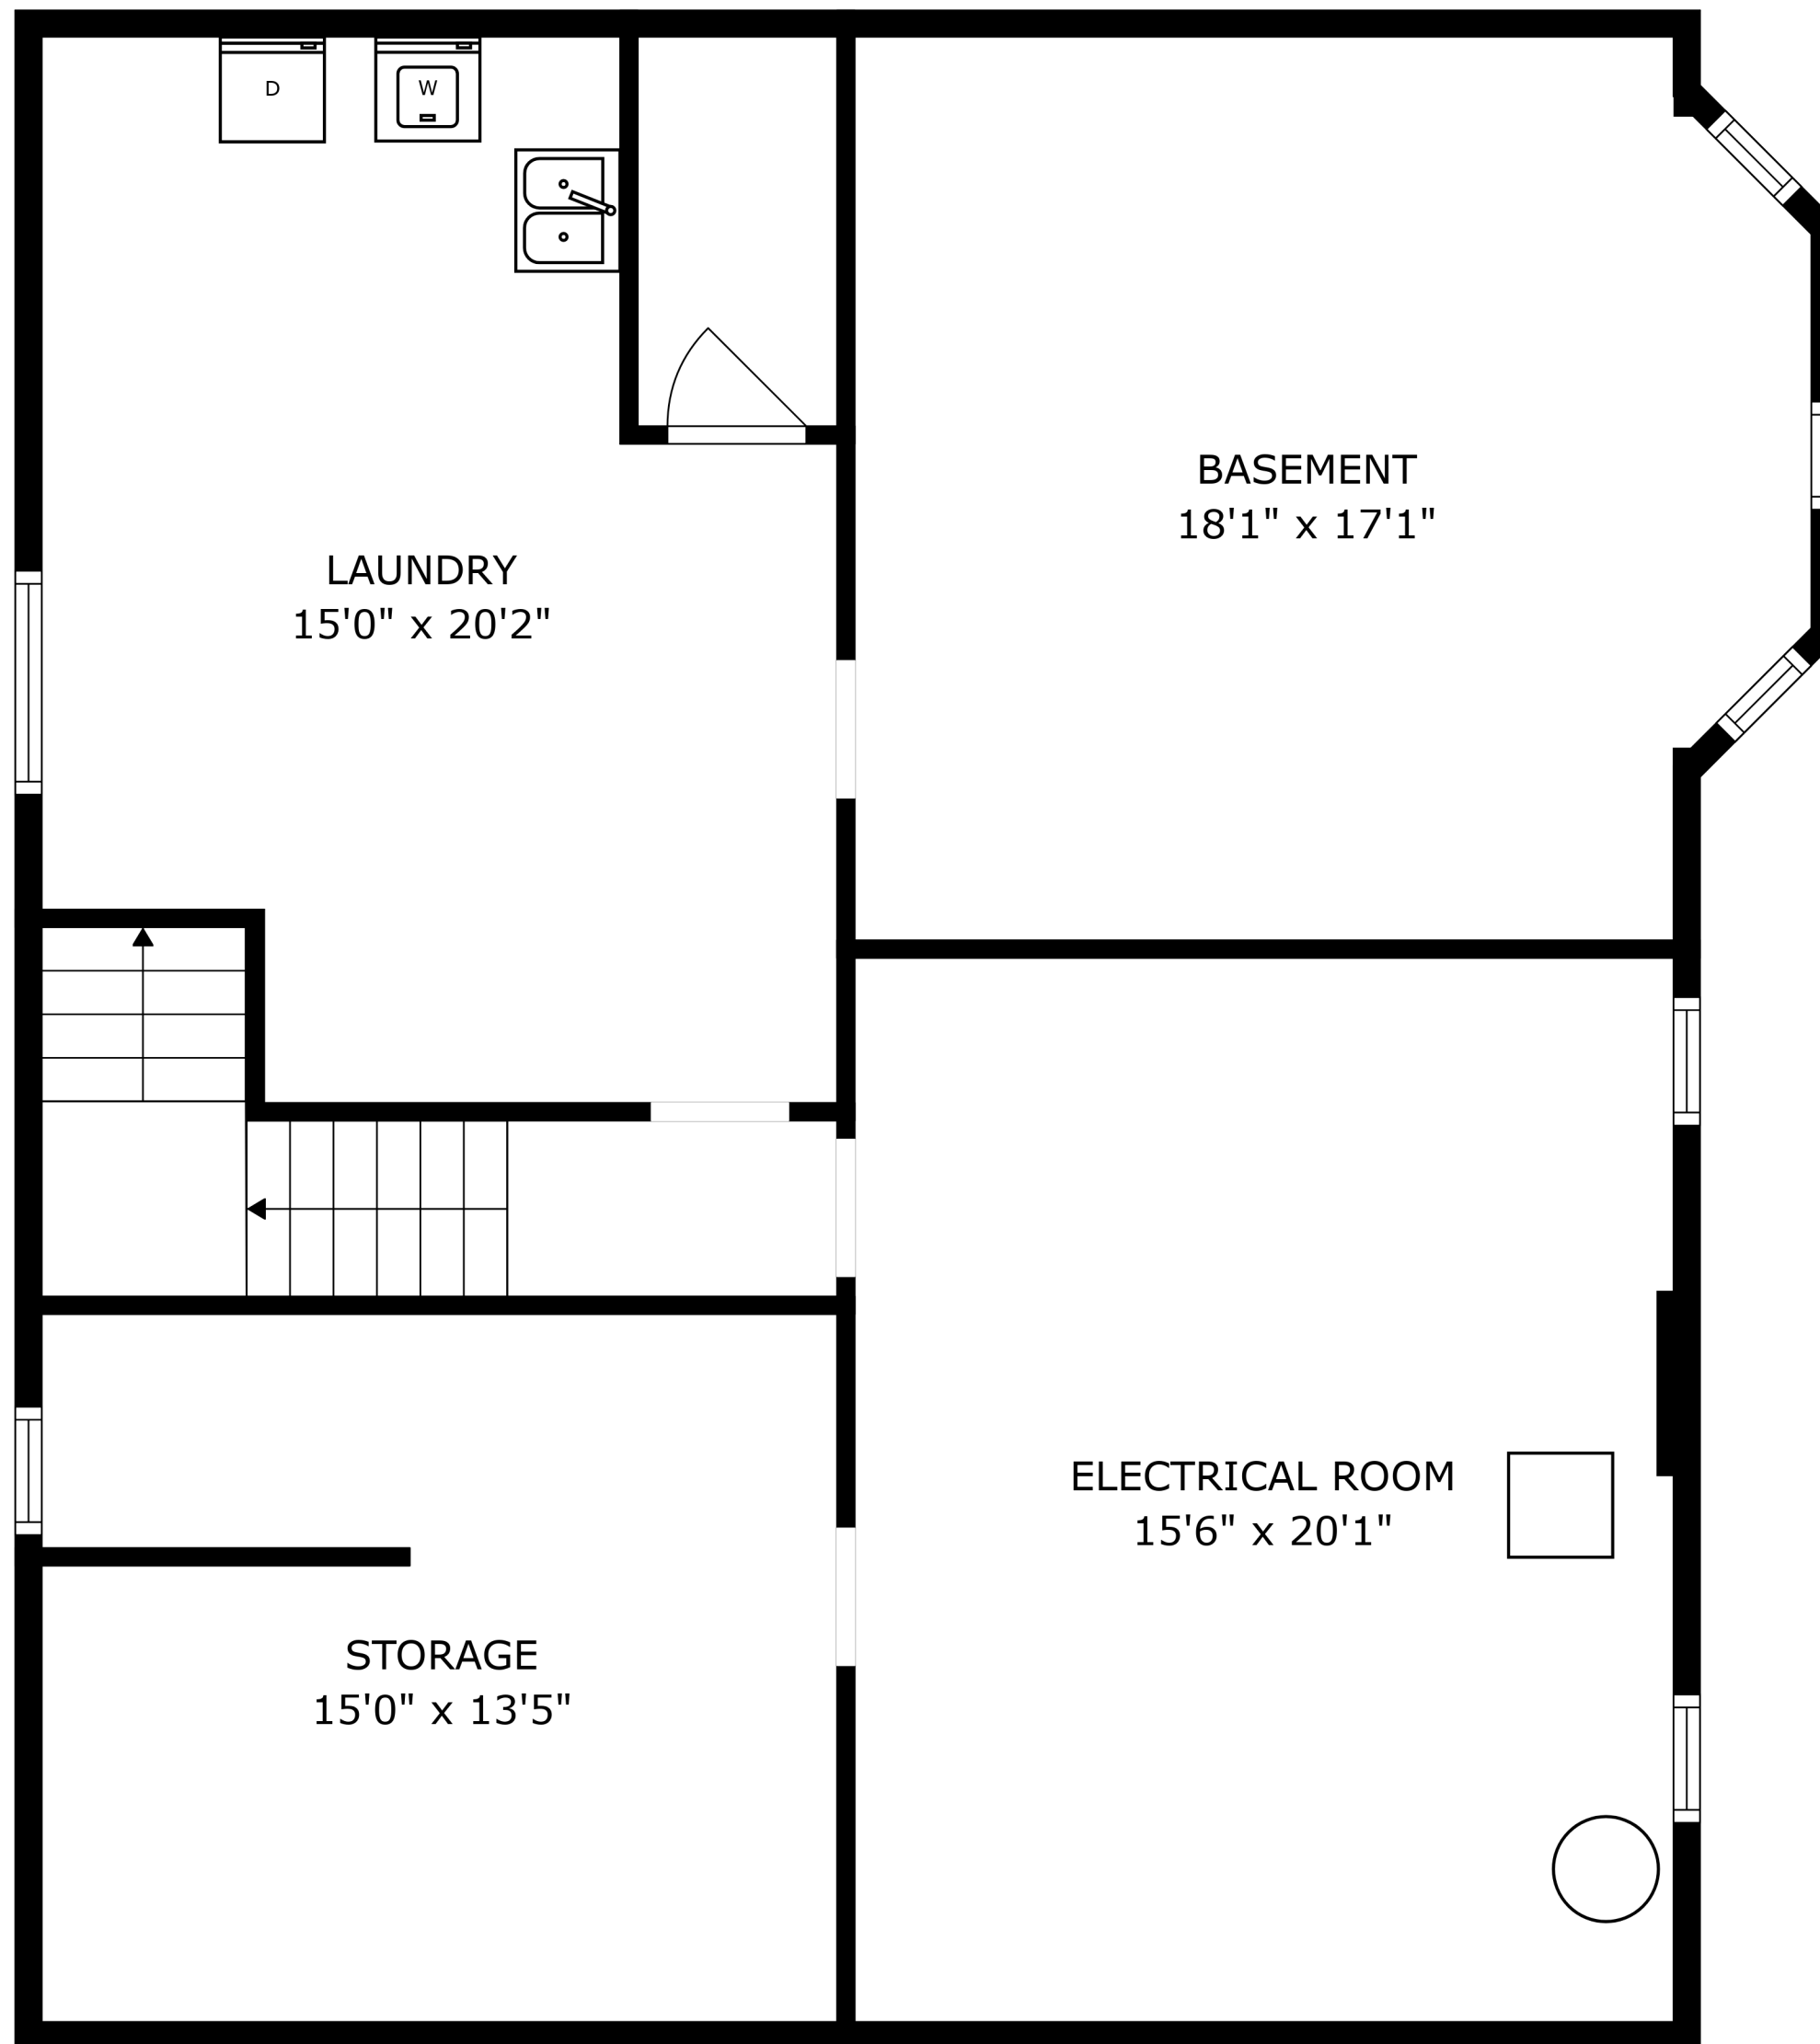 D
W
BASEMENT
18'1" x 17'1"
LAUNDRY
15'0" x 20'2"
ELECTRICAL ROOM
15'6" x 20'1"
STORAGE
15'0" x 13'5"